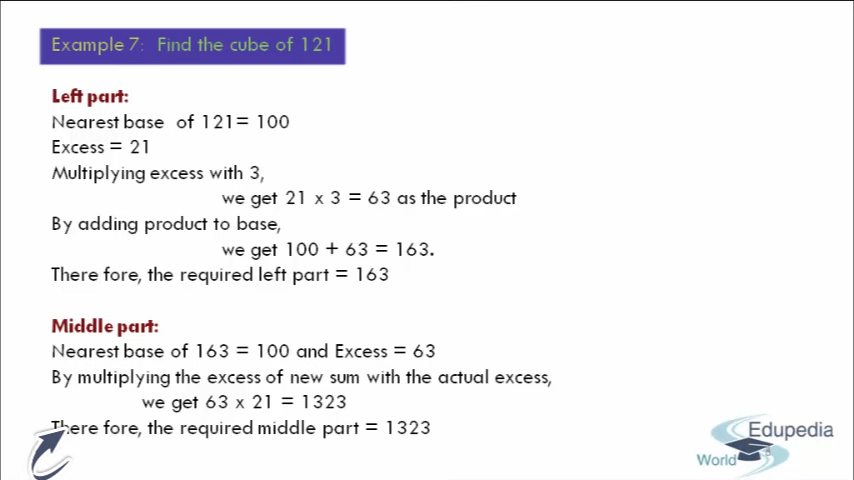 Example 7: Find the cube of 121
Left part:
Nearest base of 121= 100
Excess = 21
Multiplying excess with 3,
we get 21 x 3 = 63 as the product
By adding product to base,
we get 100 + 63 = 163.
There fore, the required left part = 163
Middle part:
Nearest base of 163 = 100 and Excess = 63
By multiplying the excess of new sum with the actual excess,
we get 63 x 21 = 1323
There fore, the required middle part = 1323
Edupedia
World